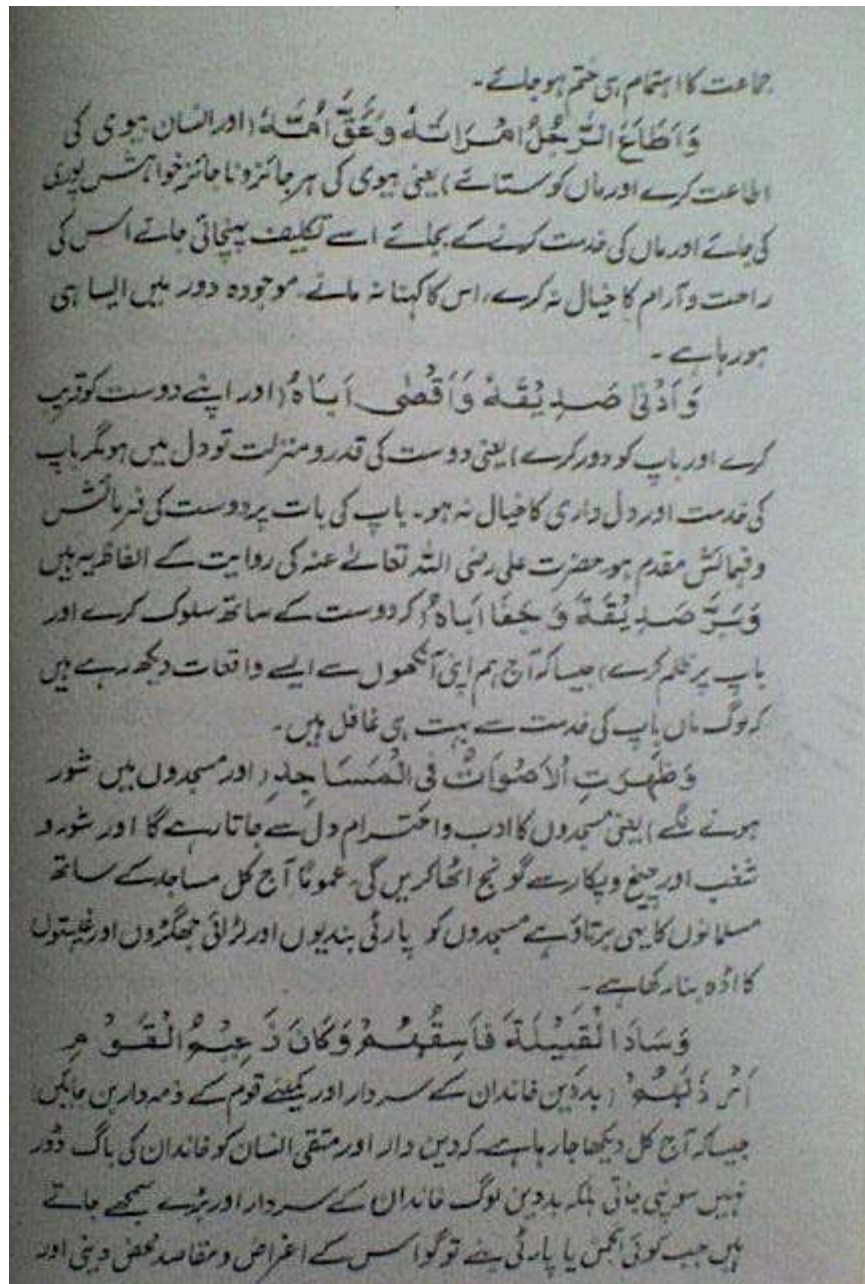 جماعت کا اہتمام ہی ختم ہو جائے۔
وَاَطَاعَ الرَّجُلُ امْرَاَتَهٗ وَعَقَّ اُمَّهٗ (اور انسان بیوی کی
اطاعت کرے اور ماں کو ستائے) یعنی بیوی کی ہر جائز و ناجائز خواہش پوری
کی جائے اور ماں کی خدمت کرنے کے بجائے اسے تکلیف پہنچائی جائے اس کی
راحت و آرام کا خیال نہ کرے، اس کا کہنا نہ مانے۔ موجودہ دور میں ایسا ہی
ہو رہا ہے۔
وَاَدْنٰی صَدِیْقَهٗ وَاَقْصٰی اَبَاهُ (اور اپنے دوست کو قریب
کرے اور باپ کو دور کرے) یعنی دوست کی قدر و منزلت تو دل میں ہو مگر باپ
کی خدمت اور دل داری کا خیال نہ ہو۔ باپ کی بات پر دوست کی فرمائش
و فہمائش مقدم ہو حضرت علی رضی اللہ تعالےٰ عنہ کی روایت کے الفاظ یہ ہیں
وَبَرَّ صَدِیْقَهٗ وَجَفَا اَبَاهُ (کہ دوست کے ساتھ سلوک کرے اور
باپ پر ظلم کرے) جیسا کہ آج ہم اپنی آنکھوں سے ایسے واقعات دیکھ رہے ہیں
کہ لوگ ماں باپ کی خدمت سے بہت ہی غافل ہیں۔
وَظَهَرَتِ الْاَصْوَاتُ فِی الْمَسَاجِدِ (اور مسجدوں میں شور
ہونے لگے) یعنی مسجدوں کا ادب و احترام دل سے جاتا رہے گا اور شور و
شغب اور چیخ و پکار سے گونج اٹھا کریں گی۔ عموماً آج کل مساجد کے ساتھ
مسلمانوں کا یہی برتاؤ ہے مسجدوں کو پارٹی بندیوں اور لڑائی جھگڑوں اور غیبتوں
کا اڈہ بنا رکھا ہے۔
وَسَادَ الْقَبِیْلَةَ فَاسِقُهُمْ وَکَانَ زَعِیْمُ الْقَوْمِ
اَرْذَلَهُمْ (بددین خاندان کے سردار اور کمینے قوم کے ذمہ دار بن جائیں)
جیسا کہ آج کل دیکھا جا رہا ہے۔ کہ دین دار اور متقی انسان کو خاندان کی باگ ڈور
نہیں سونپی جاتی بلکہ بددین لوگ خاندان کے سردار اور بڑے سمجھے جاتے
ہیں جب کوئی انجمن یا پارٹی بنے تو گو اس کے اغراض و مقاصد محض دینی اور